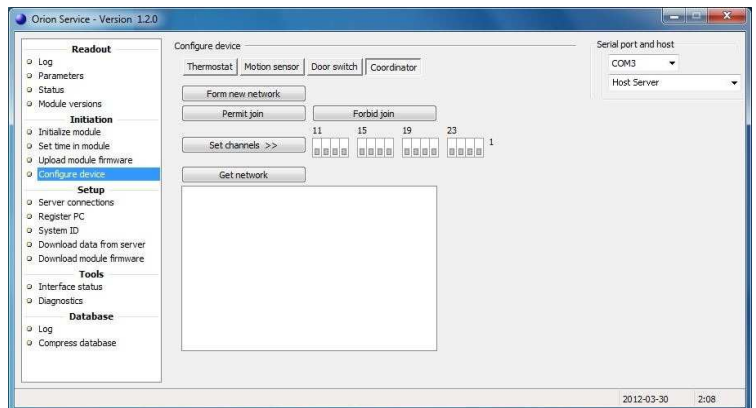 Orion Service - Version 1.2.0
Readout
Log
Parameters
Status
Module versions
Initiation
Initialize module
Set time in module
Upload module firmware
Configure device
Setup
Server connections
Register PC
System ID
Download data from server
Download module firmware
Tools
Interface status
Diagnostics
Database
Log
Compress database
Configure device
Thermostat Motion sensor Door switch Coordinator
Form new network
Permit join Forbid join
11 15 19 23
Set channels >> 1
Get network
Serial port and host
COM3
Host Server
2012-03-30 2:08